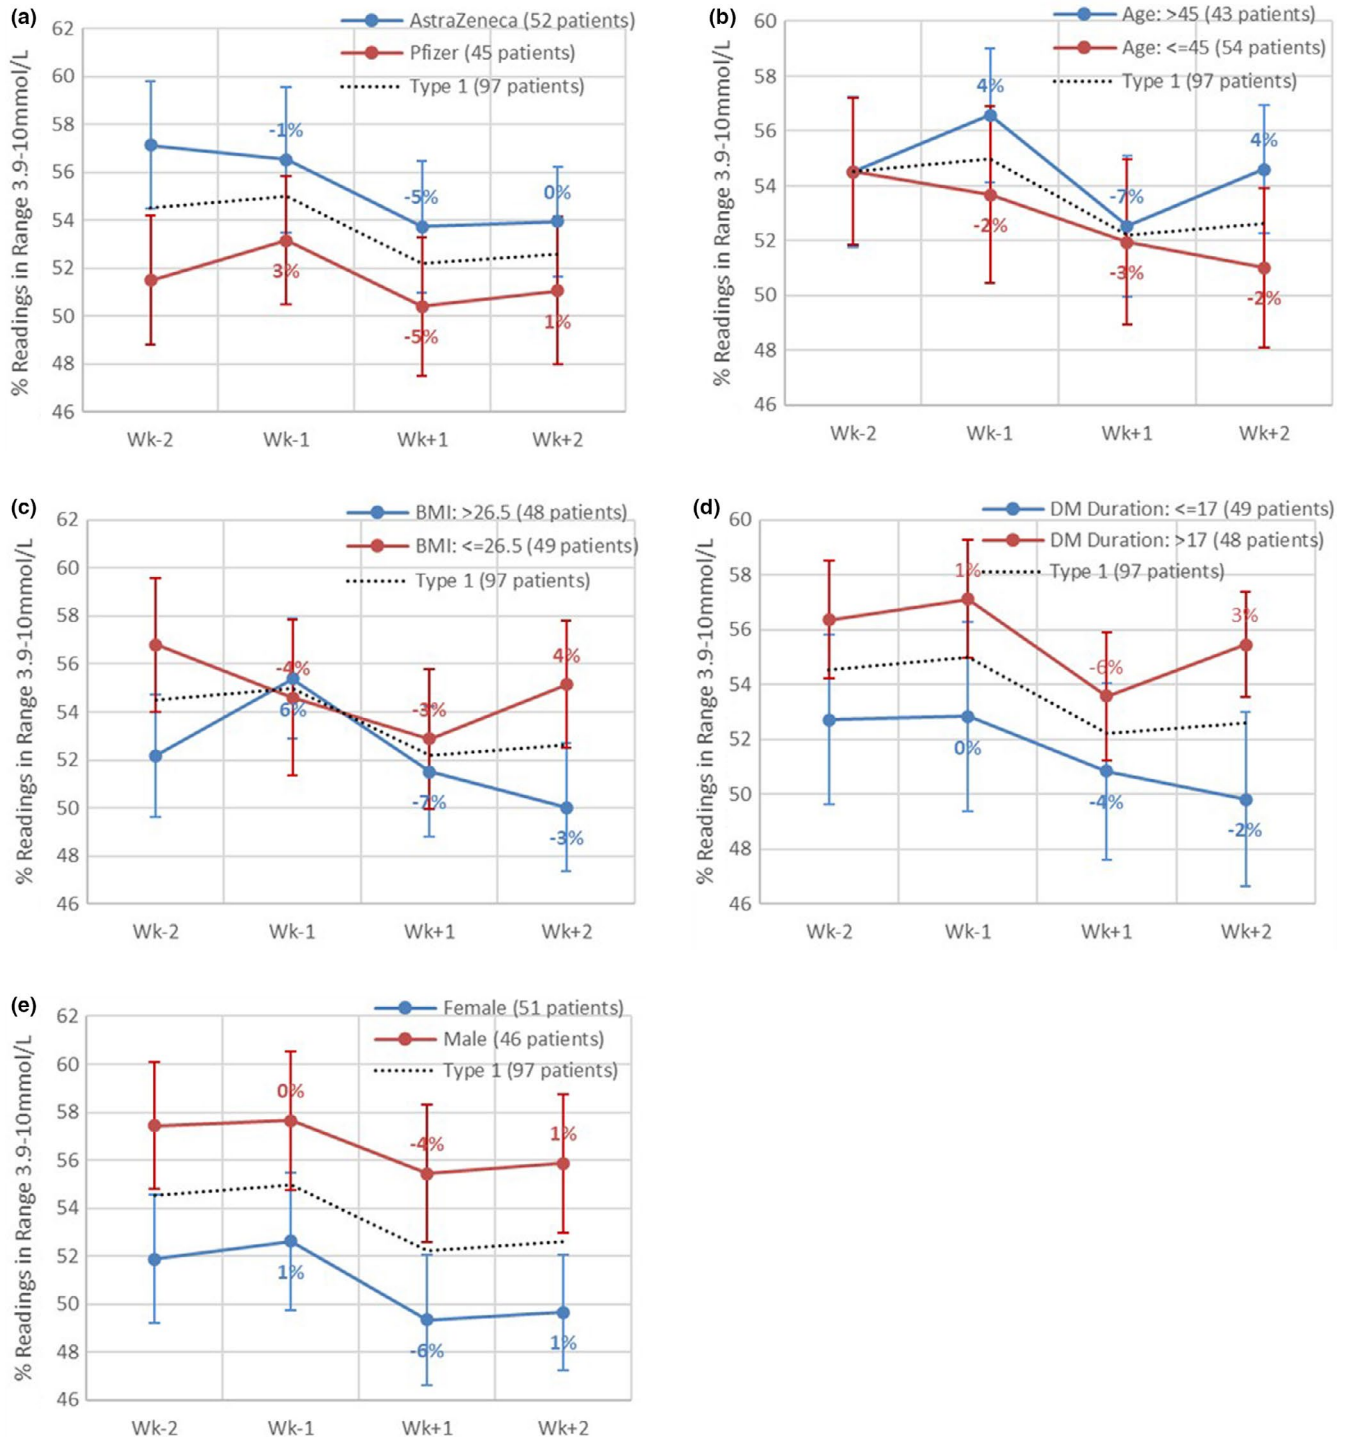 (a)
AstraZeneca (52 patients)
Pfizer (45 patients)
Type 1 (97 patients)
% Readings in Range 3.9-10mmol/L
62
60
58
56
54
52
50
48
46
-1%
-5%
0%
3%
-5%
1%
Wk-2 Wk-1 Wk+1 Wk+2
(b)
Age: >45 (43 patients)
Age: <=45 (54 patients)
Type 1 (97 patients)
% Readings in Range 3.9-10mmol/L
60
58
56
54
52
50
48
46
4%
-7%
4%
-2%
-3%
-2%
Wk-2 Wk-1 Wk+1 Wk+2
(c)
BMI: >26.5 (48 patients)
BMI: <=26.5 (49 patients)
Type 1 (97 patients)
% Readings in Range 3.9-10mmol/L
62
60
58
56
54
52
50
48
46
-4%
6%
-3%
-7%
4%
-3%
Wk-2 Wk-1 Wk+1 Wk+2
(d)
DM Duration: <=17 (49 patients)
DM Duration: >17 (48 patients)
Type 1 (97 patients)
% Readings in Range 3.9-10mmol/L
60
58
56
54
52
50
48
46
1%
-6%
3%
0%
-4%
-2%
Wk-2 Wk-1 Wk+1 Wk+2
(e)
Female (51 patients)
Male (46 patients)
Type 1 (97 patients)
% Readings in Range 3.9-10mmol/L
62
60
58
56
54
52
50
48
46
0%
-4%
1%
1%
-6%
1%
Wk-2 Wk-1 Wk+1 Wk+2